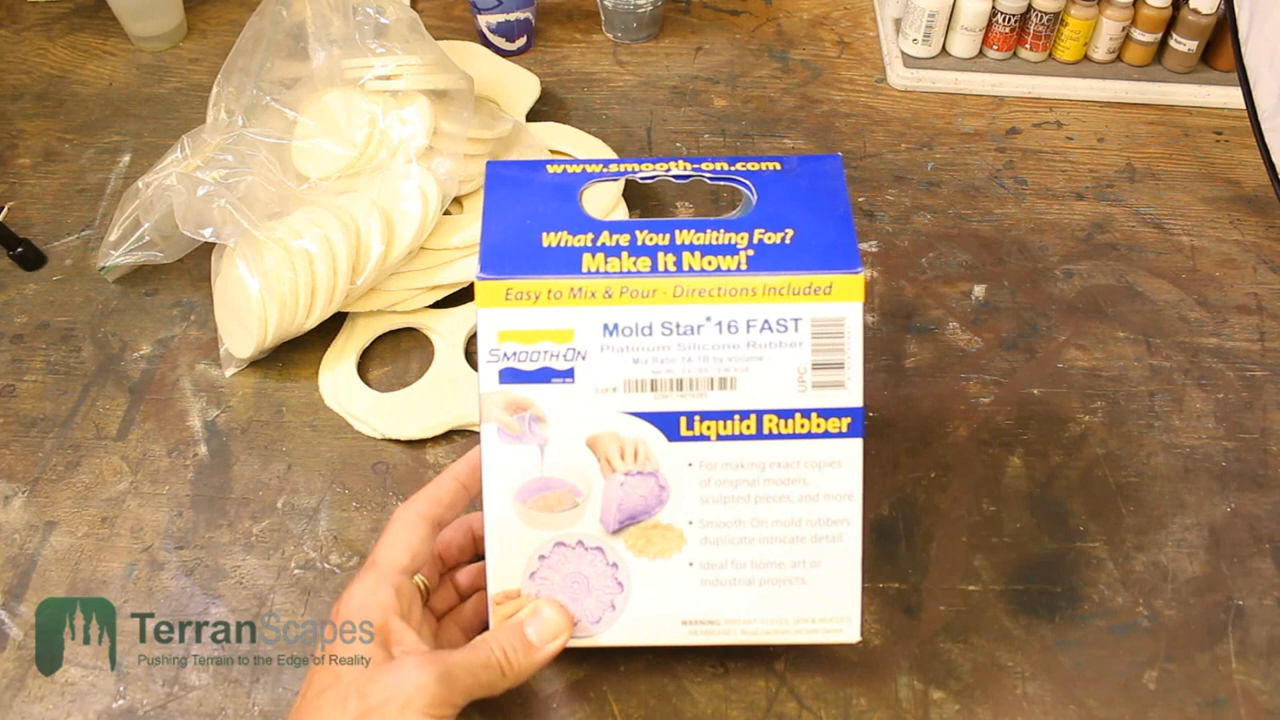 www.smooth-on.com
What Are You Waiting For?
Make It Now!*
Easy to Mix & Pour - Directions Included
SMOOTH-ON
Mold Star® 16 FAST
Platinum Silicone Rubber
Mix Ratio 1A:1B by Volume
UPC
Liquid Rubber
• For making exact copies
of original models,
sculpted pieces, and more.
• Smooth-On mold rubbers
duplicate intricate detail.
• Ideal for home, art or
industrial projects.
WARNING:
TerranScapes
Pushing Terrain to the Edge of Reality